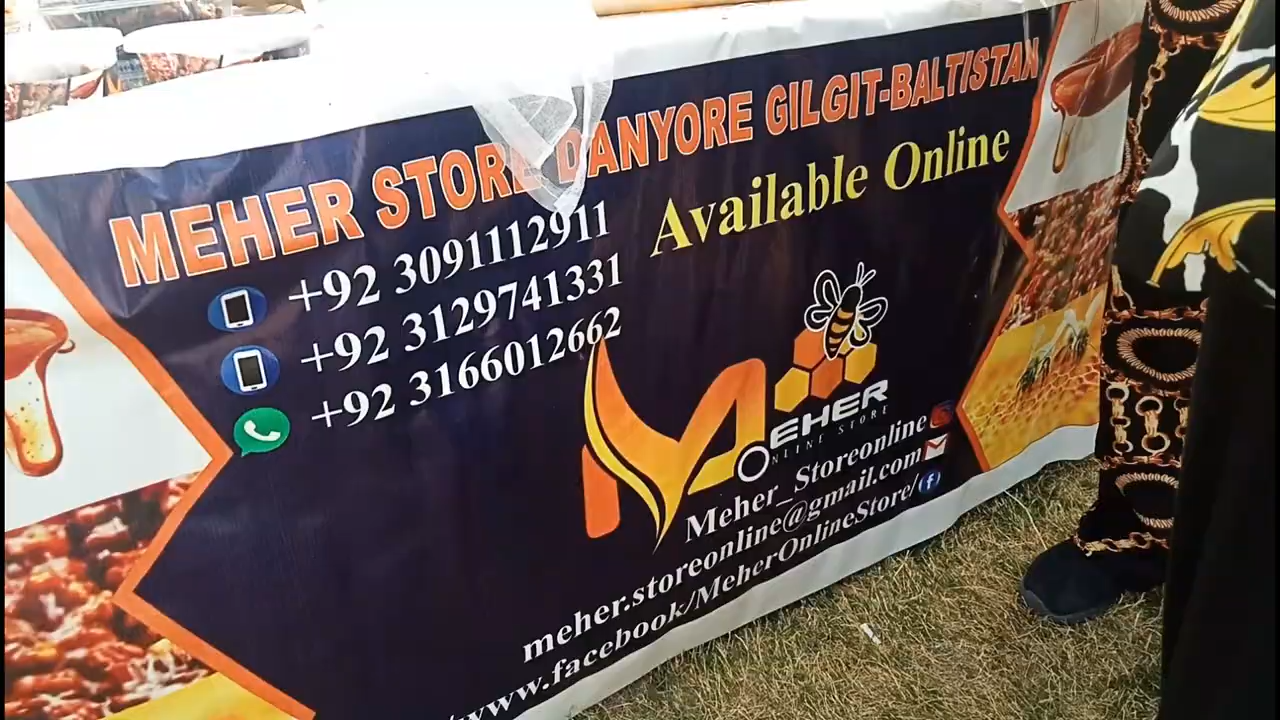 MEHER STORE DANYORE GILGIT-BALTISTAN
Available Online
+92 3091112911
+92 3129741331
+92 3166012662
MEHER
ONLINE STORE
Meher_Storeonline
meher.storeonline@gmail.com
www.facebook/MeherOnlineStore/